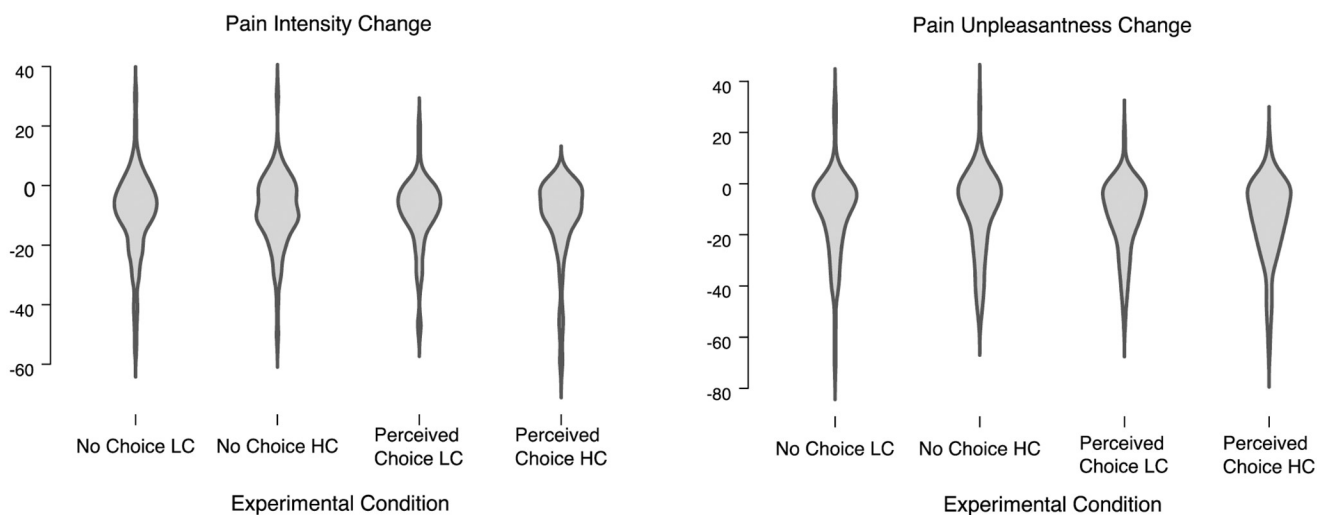 Pain Intensity Change
40
20
0
-20
-40
-60
No Choice LC
No Choice HC
Perceived
Choice LC
Perceived
Choice HC
Experimental Condition
Pain Unpleasantness Change
40
20
0
-20
-40
-60
-80
No Choice LC
No Choice HC
Perceived
Choice LC
Perceived
Choice HC
Experimental Condition